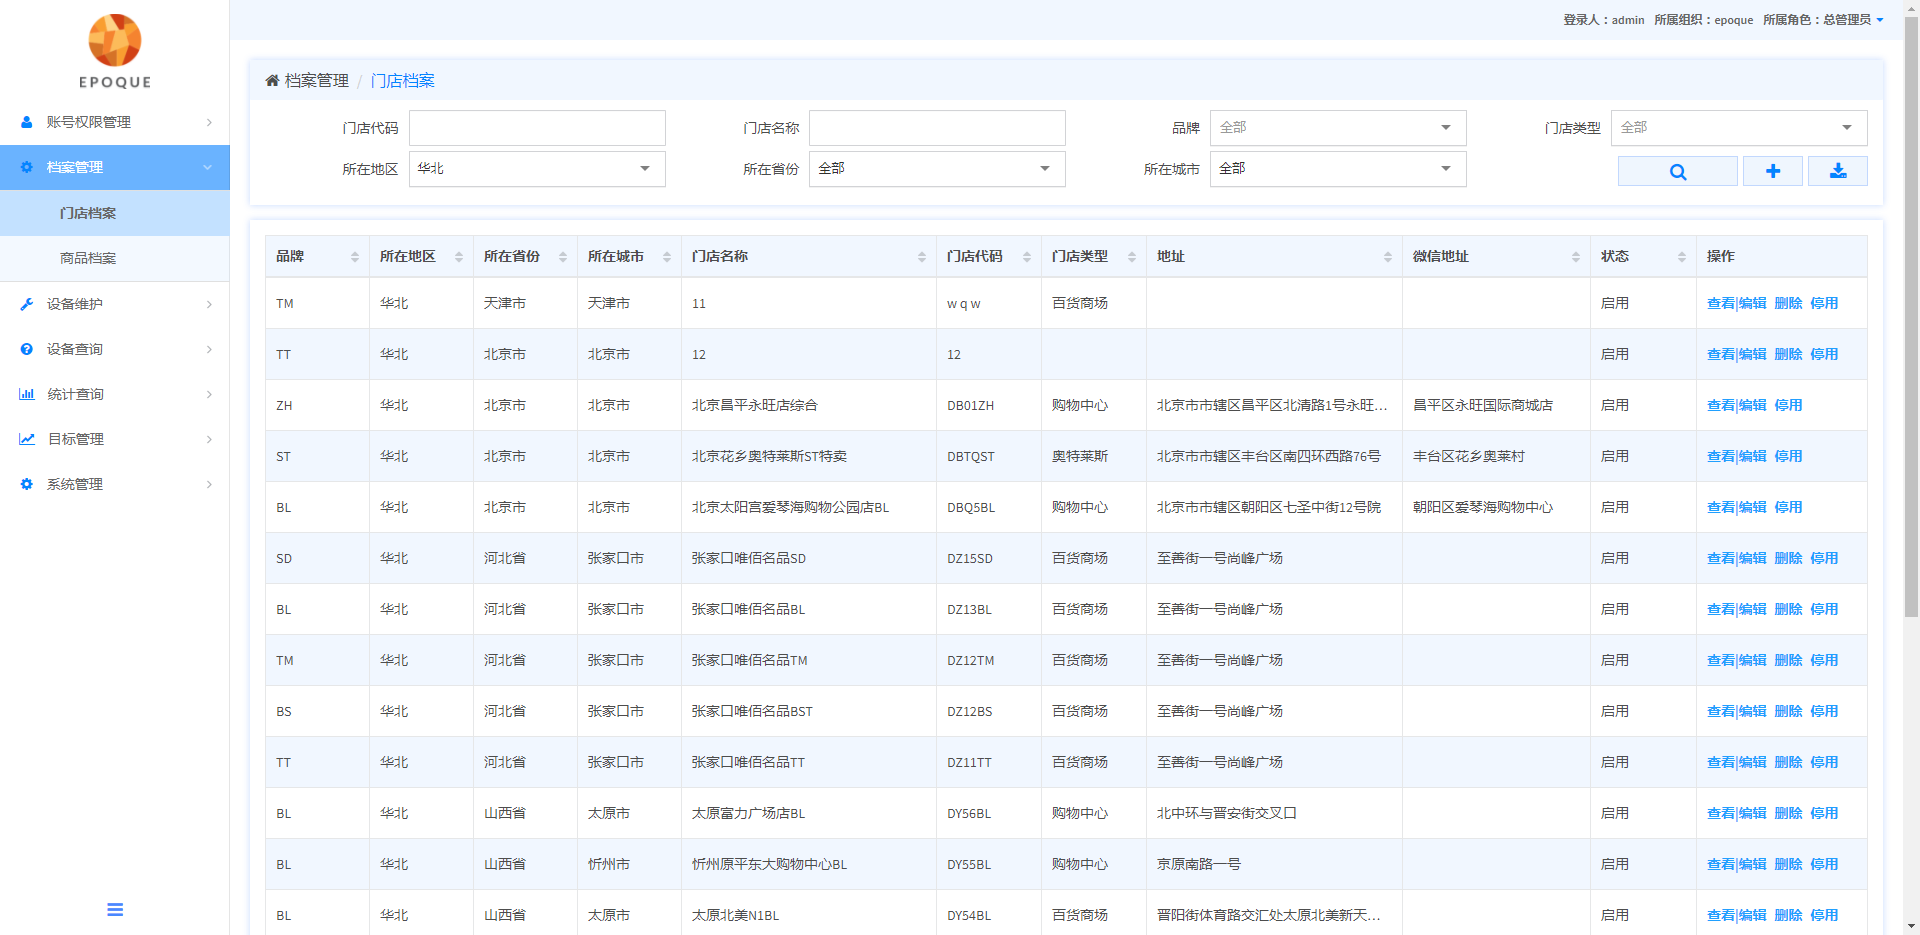 EPOQUE
登录人：admin 所属组织：epoque 所属角色：总管理员
账号权限管理
档案管理
门店档案
商品档案
设备维护
设备查询
统计查询
目标管理
系统管理
档案管理 / 门店档案
门店代码 门店名称 品牌 全部 门店类型 全部
所在地区 华北 所在省份 全部 所在城市 全部
品牌 所在地区 所在省份 所在城市 门店名称 门店代码 门店类型 地址 微信地址 状态 操作
TM 华北 天津市 天津市 11 w q w 百货商场 启用 查看|编辑 删除 停用
TT 华北 北京市 北京市 12 12 启用 查看|编辑 删除 停用
ZH 华北 北京市 北京市 北京昌平永旺店综合 DB01ZH 购物中心 北京市市辖区昌平区北清路1号永旺... 昌平区永旺国际商城店 启用 查看|编辑 停用
ST 华北 北京市 北京市 北京花乡奥特莱斯ST特卖 DBTQST 奥特莱斯 北京市市辖区丰台区南四环西路76号 丰台区花乡奥莱村 启用 查看|编辑 停用
BL 华北 北京市 北京市 北京太阳宫爱琴海购物公园店BL DBQ5BL 购物中心 北京市市辖区朝阳区七圣中街12号院 朝阳区爱琴海购物中心 启用 查看|编辑 停用
SD 华北 河北省 张家口市 张家口唯佰名品SD DZ15SD 百货商场 至善街一号尚峰广场 启用 查看|编辑 删除 停用
BL 华北 河北省 张家口市 张家口唯佰名品BL DZ13BL 百货商场 至善街一号尚峰广场 启用 查看|编辑 删除 停用
TM 华北 河北省 张家口市 张家口唯佰名品TM DZ12TM 百货商场 至善街一号尚峰广场 启用 查看|编辑 删除 停用
BS 华北 河北省 张家口市 张家口唯佰名品BST DZ12BS 百货商场 至善街一号尚峰广场 启用 查看|编辑 删除 停用
TT 华北 河北省 张家口市 张家口唯佰名品TT DZ11TT 百货商场 至善街一号尚峰广场 启用 查看|编辑 删除 停用
BL 华北 山西省 太原市 太原富力广场店BL DY56BL 购物中心 北中环与晋安街交叉口 启用 查看|编辑 删除 停用
BL 华北 山西省 忻州市 忻州原平东大购物中心BL DY55BL 购物中心 京原南路一号 启用 查看|编辑 删除 停用
BL 华北 山西省 太原市 太原北美N1BL DY54BL 百货商场 晋阳街体育路交汇处太原北美新天... 启用 查看|编辑 删除 停用